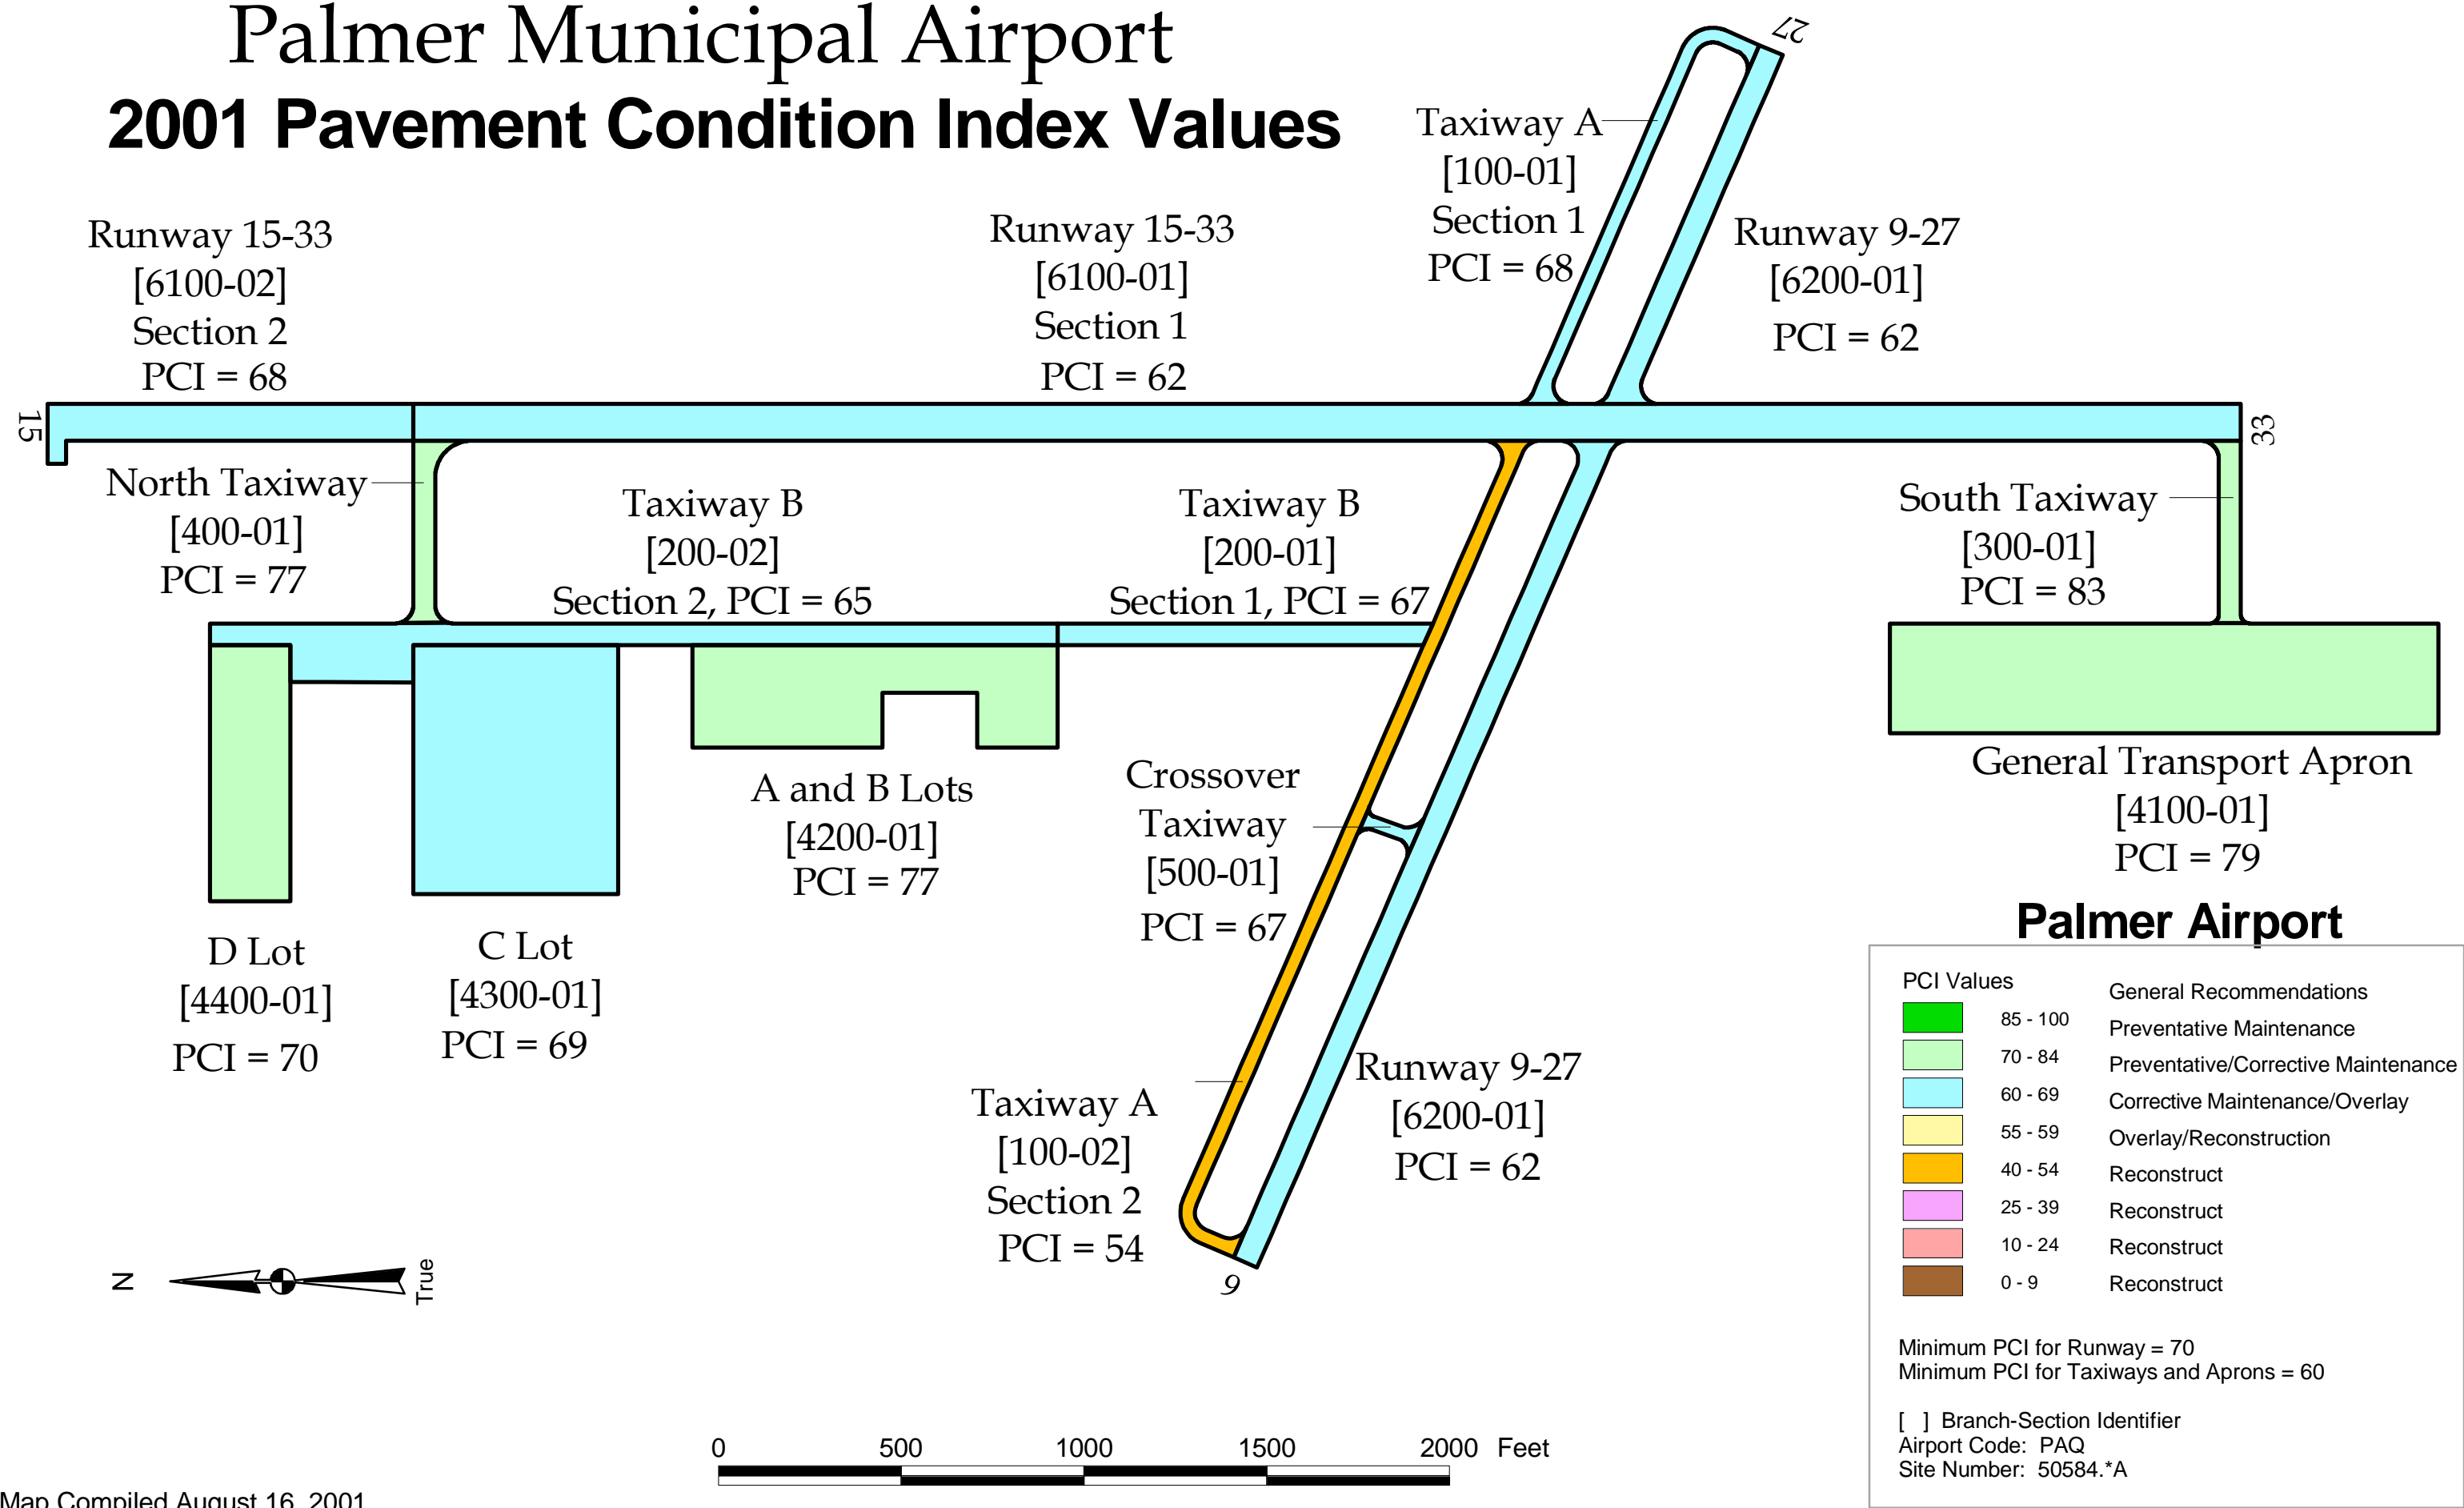 Palmer Municipal Airport
2001 Pavement Condition Index Values
27
Taxiway A
[100-01]
Section 1
PCI = 68
Runway 9-27
[6200-01]
PCI = 62
Runway 15-33
[6100-02]
Section 2
PCI = 68
Runway 15-33
[6100-01]
Section 1
PCI = 62
15
33
North Taxiway
[400-01]
PCI = 77
Taxiway B
[200-02]
Section 2, PCI = 65
Taxiway B
[200-01]
Section 1, PCI = 67
South Taxiway
[300-01]
PCI = 83
A and B Lots
[4200-01]
PCI = 77
Crossover
Taxiway
[500-01]
PCI = 67
General Transport Apron
[4100-01]
PCI = 79
D Lot
[4400-01]
PCI = 70
C Lot
[4300-01]
PCI = 69
Taxiway A
[100-02]
Section 2
PCI = 54
Runway 9-27
[6200-01]
PCI = 62
9
N
True
Palmer Airport
PCI Values General Recommendations
85 - 100 Preventative Maintenance
70 - 84 Preventative/Corrective Maintenance
60 - 69 Corrective Maintenance/Overlay
55 - 59 Overlay/Reconstruction
40 - 54 Reconstruct
25 - 39 Reconstruct
10 - 24 Reconstruct
0 - 9 Reconstruct
Minimum PCI for Runway = 70
Minimum PCI for Taxiways and Aprons = 60
[ ] Branch-Section Identifier
Airport Code: PAQ
Site Number: 50584.*A
0 500 1000 1500 2000 Feet
Map Compiled August 16, 2001